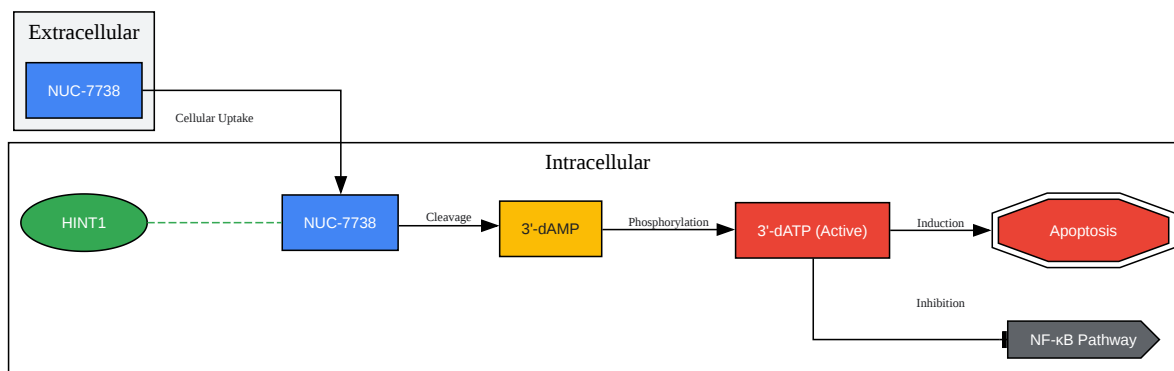 Extracellular
NUC-7738
Cellular Uptake
Intracellular
HINT1
NUC-7738
Cleavage
3'-dAMP
Phosphorylation
3'-dATP (Active)
Induction
Apoptosis
Inhibition
NF-κB Pathway